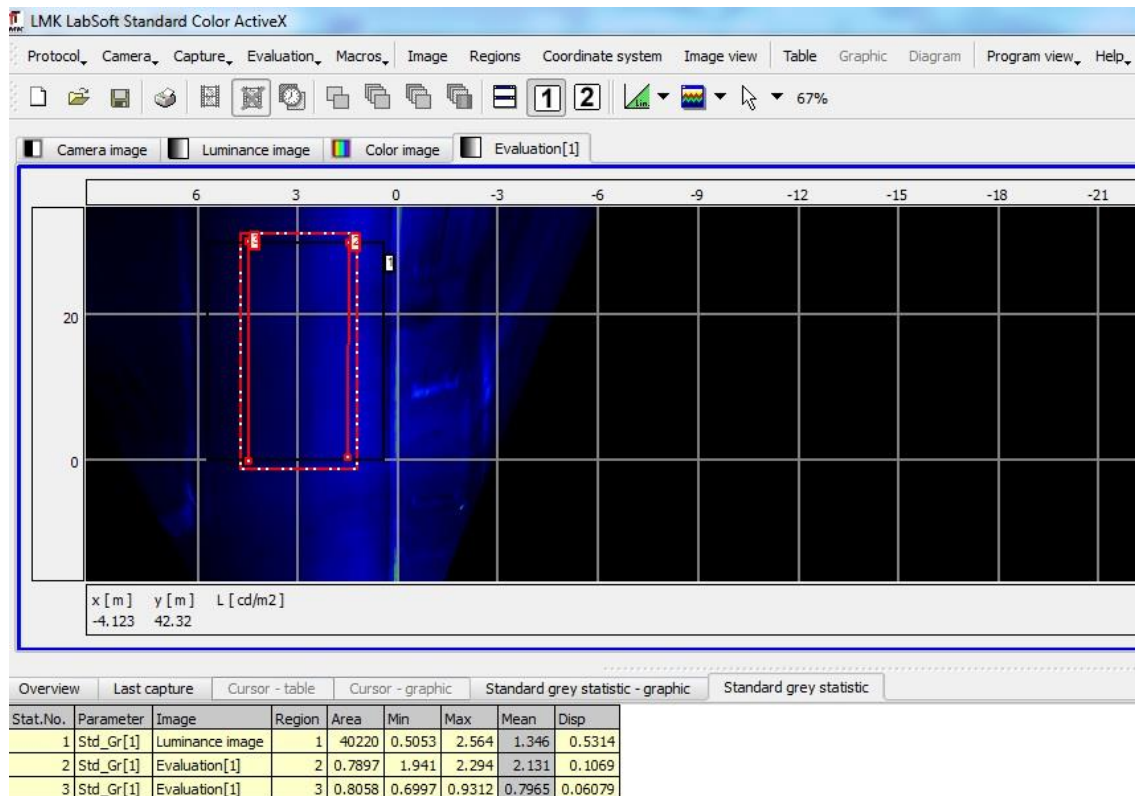 LMK LabSoft Standard Color ActiveX
Protocol Camera Capture Evaluation Macros Image Regions Coordinate system Image view Table Graphic Diagram Program view Help
1 2 Lin 67%
Camera image Luminance image Color image Evaluation[1]
6 3 0 -3 -6 -9 -12 -15 -18 -21
3 2
1
20
0
x [ m ] y [ m ] L [ cd/m2 ]
-4.123 42.32
Overview Last capture Cursor - table Cursor - graphic Standard grey statistic - graphic Standard grey statistic
Stat.No. Parameter Image Region Area Min Max Mean Disp
1 Std_Gr[1] Luminance image 1 40220 0.5053 2.564 1.346 0.5314
2 Std_Gr[1] Evaluation[1] 2 0.7897 1.941 2.294 2.131 0.1069
3 Std_Gr[1] Evaluation[1] 3 0.8058 0.6997 0.9312 0.7965 0.06079